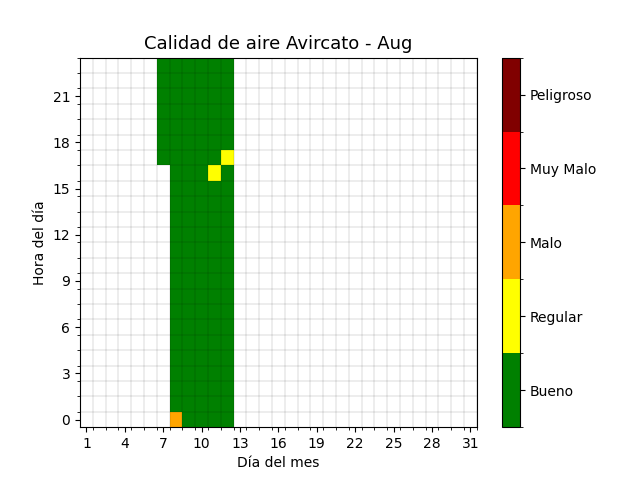 Calidad de aire Avircato - Aug
Hora del día
21
18
15
12
9
6
3
0
1 4 7 10 13 16 19 22 25 28 31
Día del mes
Peligroso
Muy Malo
Malo
Regular
Bueno